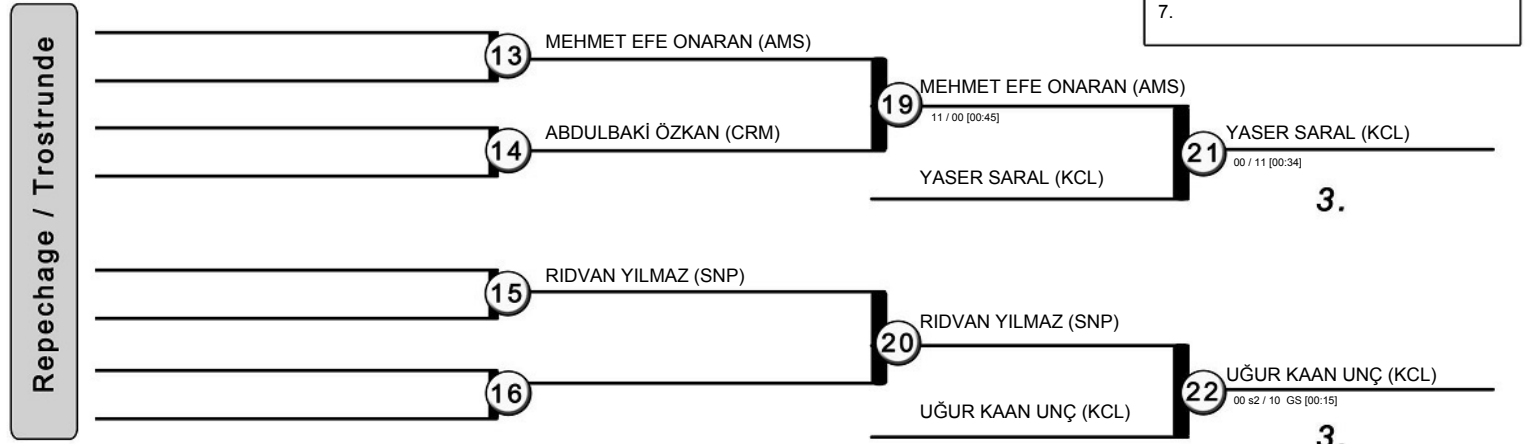 7.
Repechage / Trostrunde
13
MEHMET EFE ONARAN (AMS)
14
ABDULBAKİ ÖZKAN (CRM)
19
MEHMET EFE ONARAN (AMS)
11 / 00 [00:45]
YASER SARAL (KCL)
21
YASER SARAL (KCL)
00 / 11 [00:34]
3.
15
RIDVAN YILMAZ (SNP)
16
20
RIDVAN YILMAZ (SNP)
UĞUR KAAN UNÇ (KCL)
22
UĞUR KAAN UNÇ (KCL)
00 s2 / 10 GS [00:15]
3.